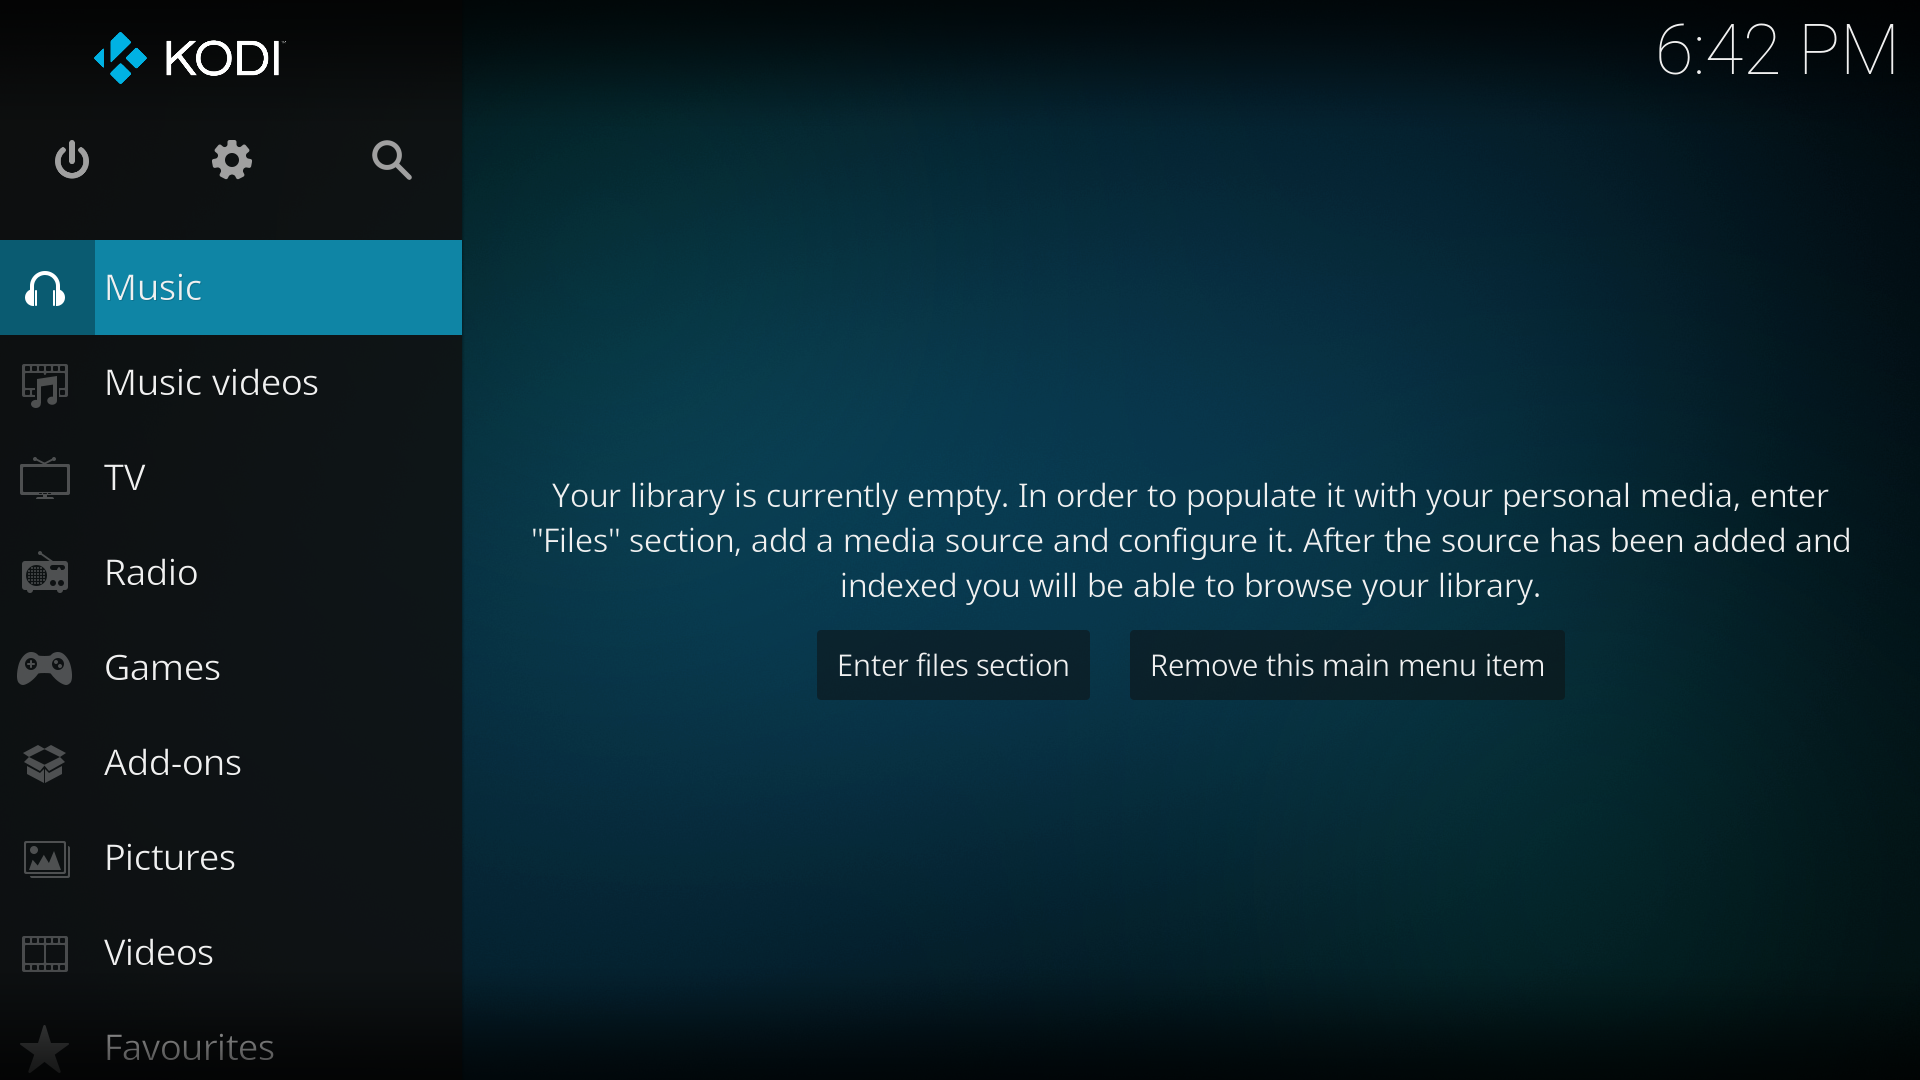 KODI
6:42 PM
Music
Music videos
TV
Radio
Games
Add-ons
Pictures
Videos
Favourites
Your library is currently empty. In order to populate it with your personal media, enter
"Files" section, add a media source and configure it. After the source has been added and
indexed you will be able to browse your library.
Enter files section
Remove this main menu item